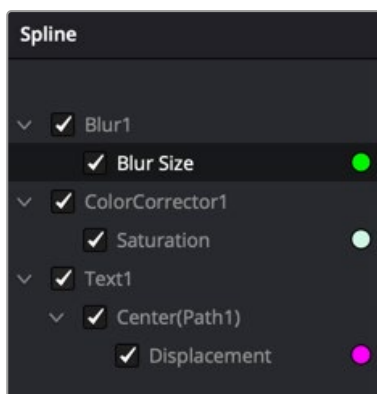 Spline
Blur1
Blur Size
ColorCorrector1
Saturation
Text1
Center(Path1)
Displacement